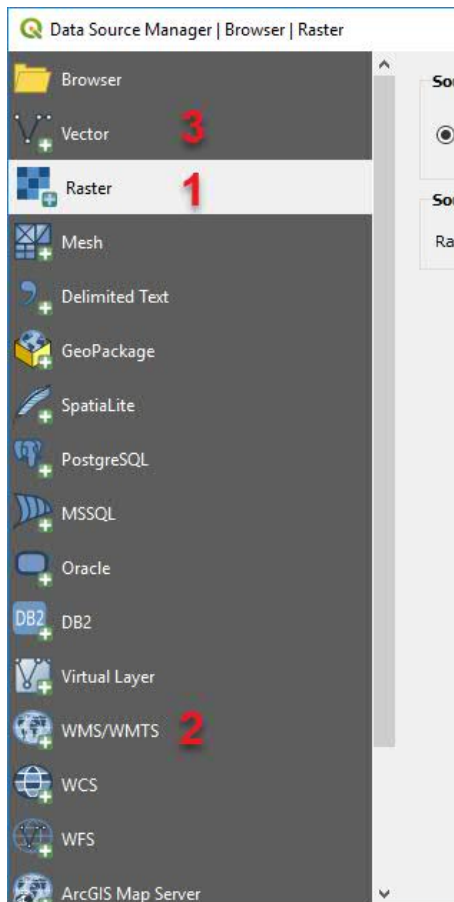 Data Source Manager | Browser | Raster
Browser
Vector 3
Raster 1
Mesh
Delimited Text
GeoPackage
SpatiaLite
PostgreSQL
MSSQL
Oracle
DB2 DB2
Virtual Layer
WMS/WMTS 2
WCS
WFS
ArcGIS Map Server